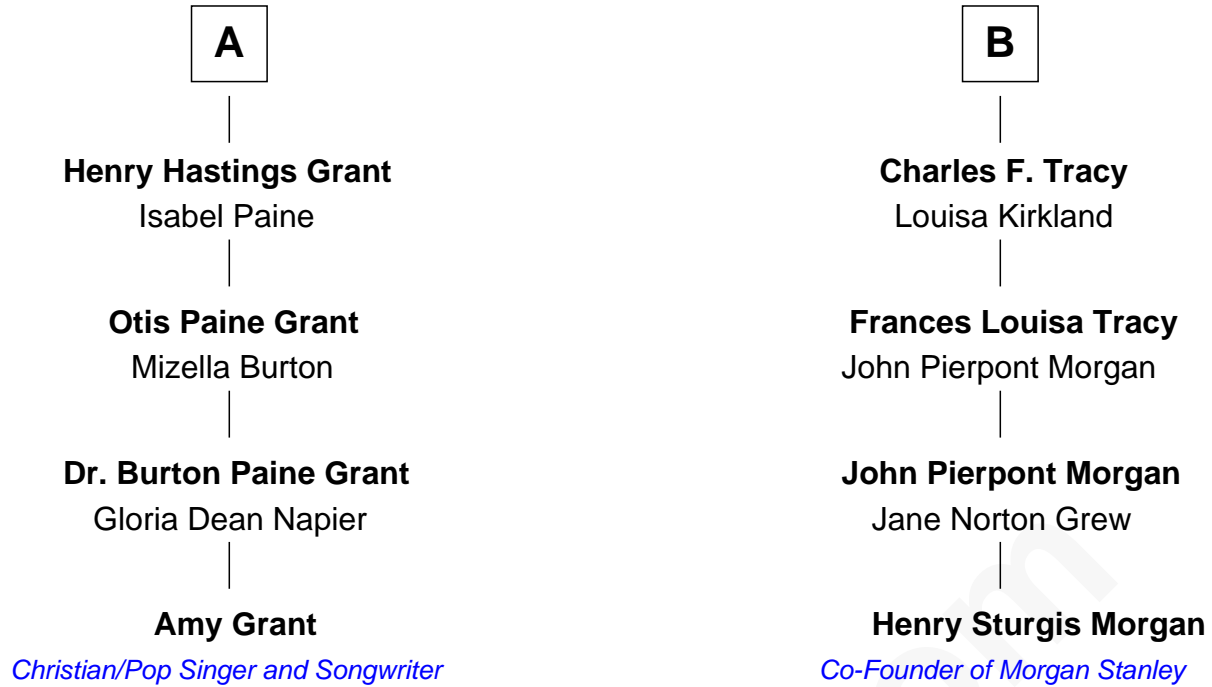 A
Henry Hastings Grant
Isabel Paine
Otis Paine Grant
Mizella Burton
Dr. Burton Paine Grant
Gloria Dean Napier
Amy Grant
Christian/Pop Singer and Songwriter
B
Charles F. Tracy
Louisa Kirkland
Frances Louisa Tracy
John Pierpont Morgan
John Pierpont Morgan
Jane Norton Grew
Henry Sturgis Morgan
Co-Founder of Morgan Stanley